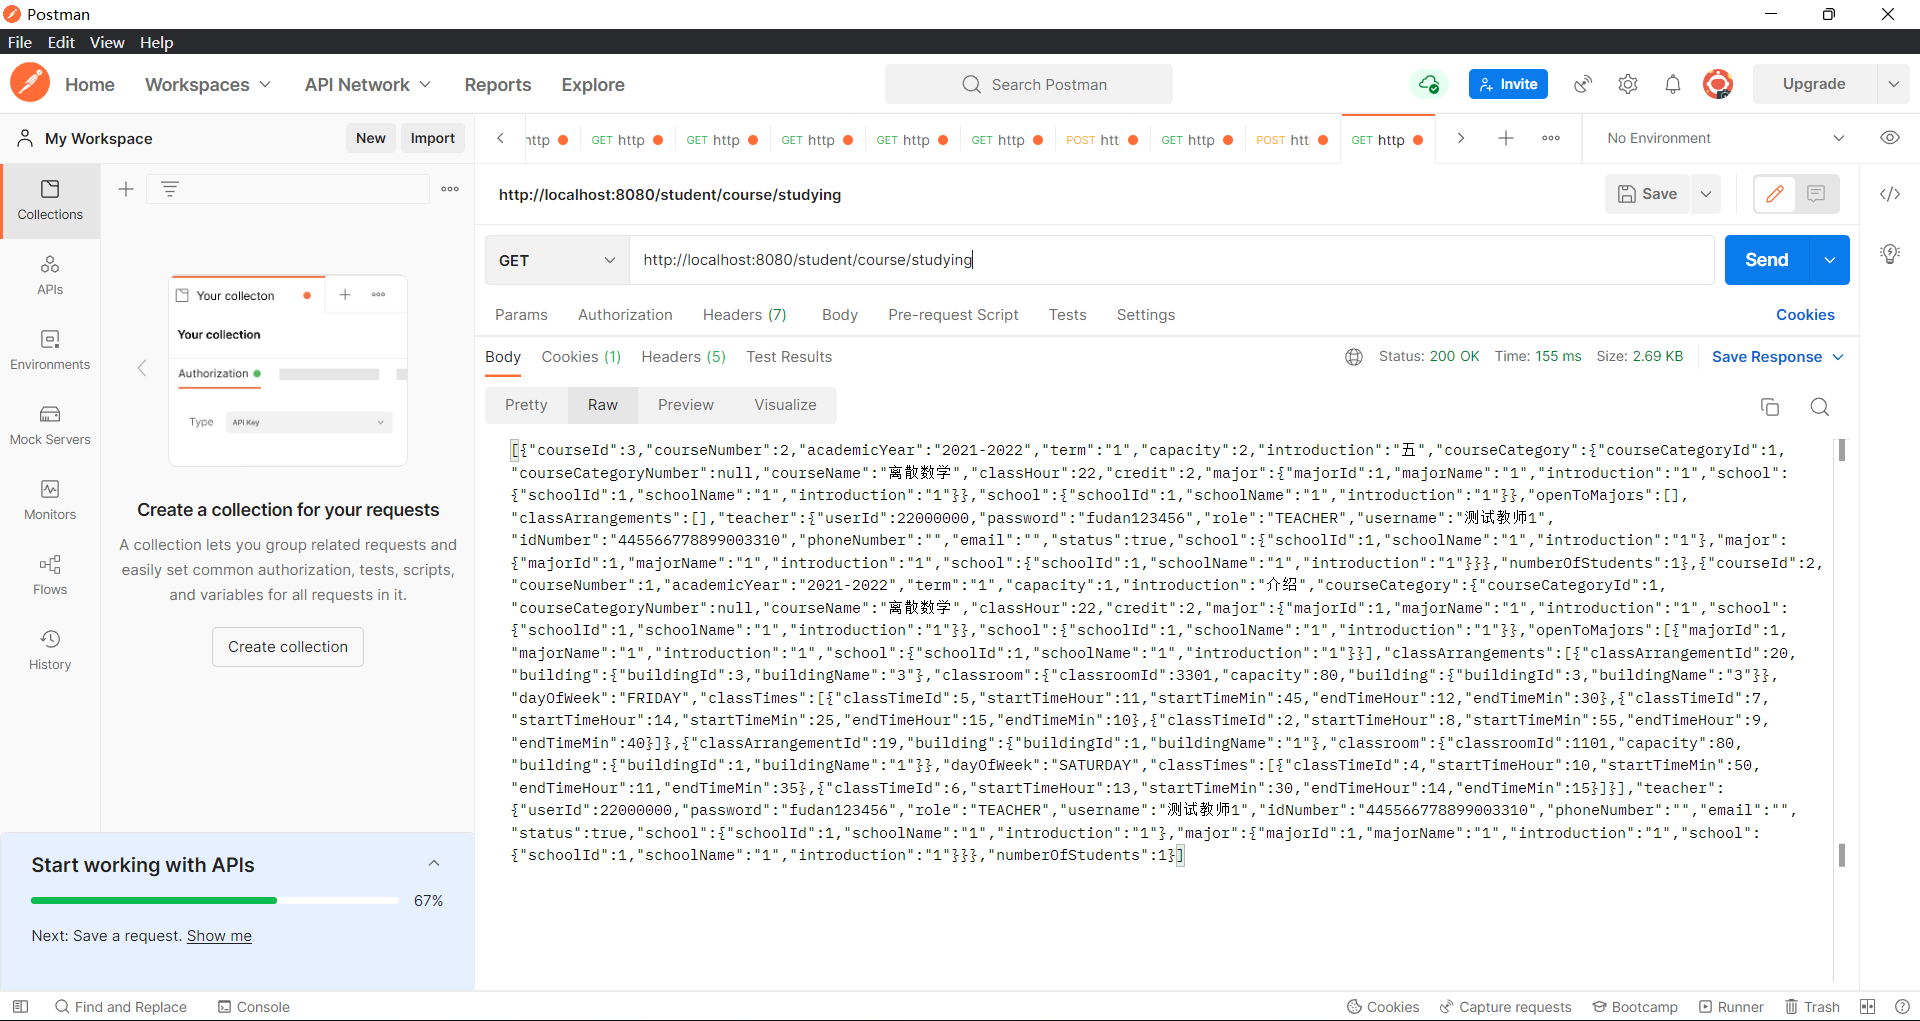 Postman
File Edit View Help
Home Workspaces API Network Reports Explore Search Postman Invite Upgrade
My Workspace New Import
ttp GET http GET http GET http GET http GET http POST htt GET http POST htt GET http No Environment
Collections
APIs
Environments
Mock Servers
Monitors
Flows
History
Your collecton
Your collection
Authorization
Type API Key
Create a collection for your requests
A collection lets you group related requests and
easily set common authorization, tests, scripts,
and variables for all requests in it.
Create collection
Start working with APIs
67%
Next: Save a request. Show me
http://localhost:8080/student/course/studying Save
GET http://localhost:8080/student/course/studying Send
Params Authorization Headers (7) Body Pre-request Script Tests Settings Cookies
Body Cookies (1) Headers (5) Test Results Status: 200 OK Time: 155 ms Size: 2.69 KB Save Response
Pretty Raw Preview Visualize
[{"courseId":3,"courseNumber":2,"academicYear":"2021-2022","term":"1","capacity":2,"introduction":"五","courseCategory":{"courseCategoryId":1,
"courseCategoryNumber":null,"courseName":"离散数学","classHour":22,"credit":2,"major":{"majorId":1,"majorName":"1","introduction":"1","school":
{"schoolId":1,"schoolName":"1","introduction":"1"}},"school":{"schoolId":1,"schoolName":"1","introduction":"1"}},"openToMajors":[],
"classArrangements":[],"teacher":{"userId":22000000,"password":"fudan123456","role":"TEACHER","username":"测试教师1",
"idNumber":"445566778899003310","phoneNumber":"","email":"","status":true,"school":{"schoolId":1,"schoolName":"1","introduction":"1"},"major":
{"majorId":1,"majorName":"1","introduction":"1","school":{"schoolId":1,"schoolName":"1","introduction":"1"}}},"numberOfStudents":1},{"courseId":2,
"courseNumber":1,"academicYear":"2021-2022","term":"1","capacity":1,"introduction":"介绍","courseCategory":{"courseCategoryId":1,
"courseCategoryNumber":null,"courseName":"离散数学","classHour":22,"credit":2,"major":{"majorId":1,"majorName":"1","introduction":"1","school":
{"schoolId":1,"schoolName":"1","introduction":"1"}},"school":{"schoolId":1,"schoolName":"1","introduction":"1"}},"openToMajors":[{"majorId":1,
"majorName":"1","introduction":"1","school":{"schoolId":1,"schoolName":"1","introduction":"1"}}],"classArrangements":[{"classArrangementId":20,
"building":{"buildingId":3,"buildingName":"3"},"classroom":{"classroomId":3301,"capacity":80,"building":{"buildingId":3,"buildingName":"3"}},
"dayOfWeek":"FRIDAY","classTimes":[{"classTimeId":5,"startTimeHour":11,"startTimeMin":45,"endTimeHour":12,"endTimeMin":30},{"classTimeId":7,
"startTimeHour":14,"startTimeMin":25,"endTimeHour":15,"endTimeMin":10},{"classTimeId":2,"startTimeHour":8,"startTimeMin":55,"endTimeHour":9,
"endTimeMin":40}]},{"classArrangementId":19,"building":{"buildingId":1,"buildingName":"1"},"classroom":{"classroomId":1101,"capacity":80,
"building":{"buildingId":1,"buildingName":"1"}},"dayOfWeek":"SATURDAY","classTimes":[{"classTimeId":4,"startTimeHour":10,"startTimeMin":50,
"endTimeHour":11,"endTimeMin":35},{"classTimeId":6,"startTimeHour":13,"startTimeMin":30,"endTimeHour":14,"endTimeMin":15}]}],"teacher":
{"userId":22000000,"password":"fudan123456","role":"TEACHER","username":"测试教师1","idNumber":"445566778899003310","phoneNumber":"","email":"",
"status":true,"school":{"schoolId":1,"schoolName":"1","introduction":"1"},"major":{"majorId":1,"majorName":"1","introduction":"1","school":
{"schoolId":1,"schoolName":"1","introduction":"1"}}},"numberOfStudents":1}]
Find and Replace Console Cookies Capture requests Bootcamp Runner Trash